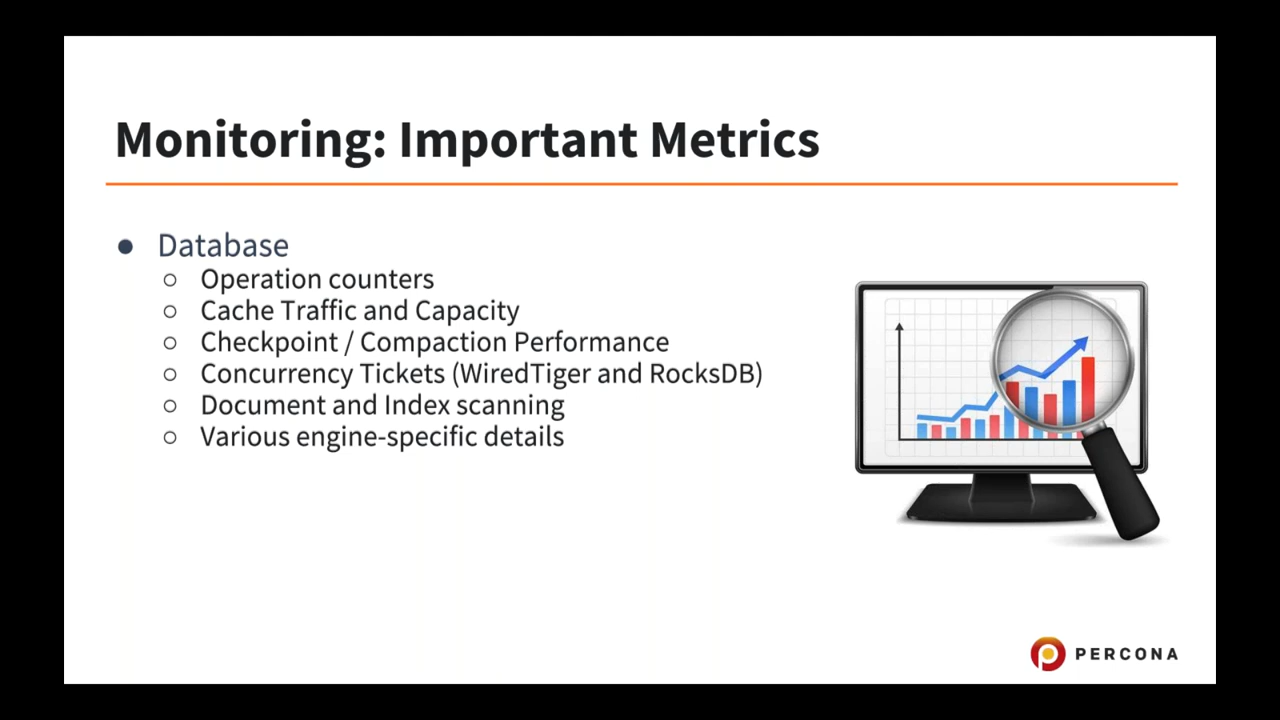 Monitoring: Important Metrics
● Database
○ Operation counters
○ Cache Traffic and Capacity
○ Checkpoint / Compaction Performance
○ Concurrency Tickets (WiredTiger and RocksDB)
○ Document and Index scanning
○ Various engine-specific details
PERCONA